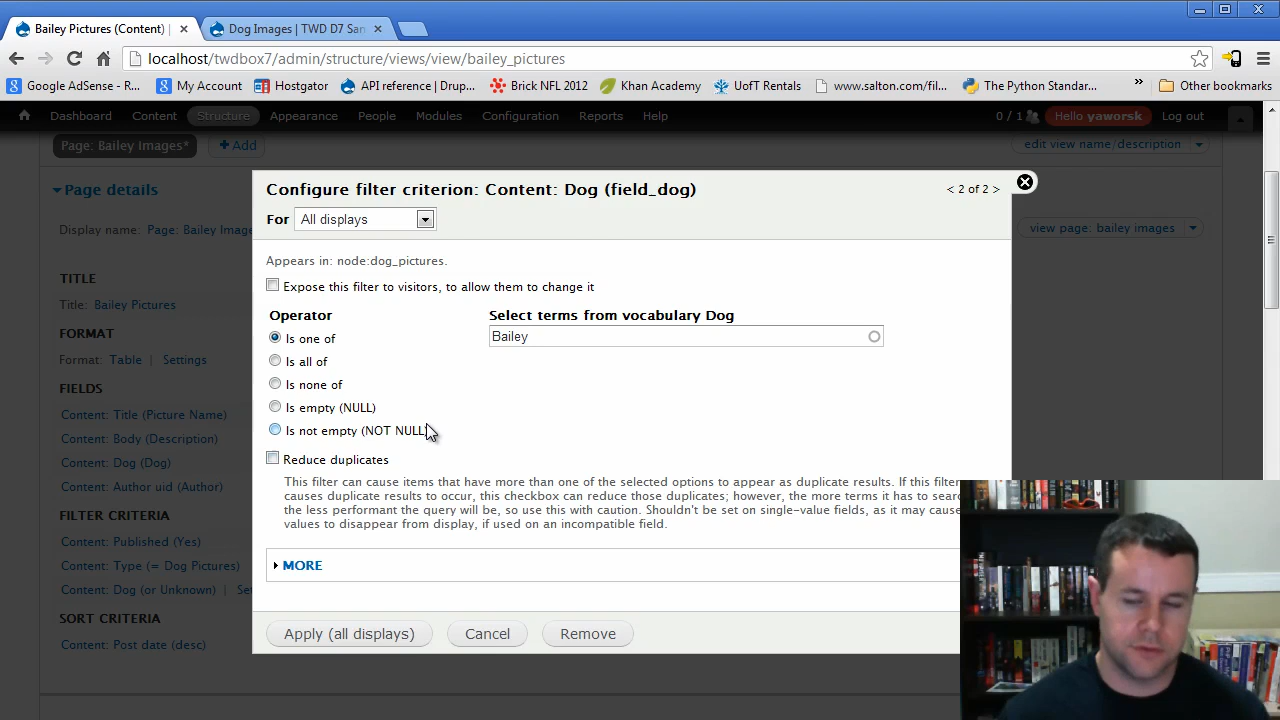 Bailey Pictures (Content) |
Dog Images | TWD D7 San
localhost/twdbox7/admin/structure/views/view/bailey_pictures
Google AdSense - R...
My Account
Hostgator
API reference | Drup...
Brick NFL 2012
Khan Academy
UofT Rentals
www.salton.com/fil...
The Python Standar...
»
Other bookmarks
Dashboard
Content
Structure
Appearance
People
Modules
Configuration
Reports
Help
0 / 1
Hello yaworsk
Log out
Page: Bailey Images*
+ Add
edit view name/description
Page details
Display name: Page: Bailey Image
view page: bailey images
TITLE
Title: Bailey Pictures
FORMAT
Format: Table | Settings
FIELDS
Content: Title (Picture Name)
Content: Body (Description)
Content: Dog (Dog)
Content: Author uid (Author)
FILTER CRITERIA
Content: Published (Yes)
Content: Type (= Dog Pictures)
Content: Dog (or Unknown) | Se
SORT CRITERIA
Content: Post date (desc)
Configure filter criterion: Content: Dog (field_dog)
< 2 of 2 >
For All displays
Appears in: node:dog_pictures.
Expose this filter to visitors, to allow them to change it
Operator
Is one of
Is all of
Is none of
Is empty (NULL)
Is not empty (NOT NULL)
Select terms from vocabulary Dog
Bailey
Reduce duplicates
This filter can cause items that have more than one of the selected options to appear as duplicate results. If this filter
causes duplicate results to occur, this checkbox can reduce those duplicates; however, the more terms it has to searc
the less performant the query will be, so use this with caution. Shouldn't be set on single-value fields, as it may cause
values to disappear from display, if used on an incompatible field.
MORE
Apply (all displays)
Cancel
Remove